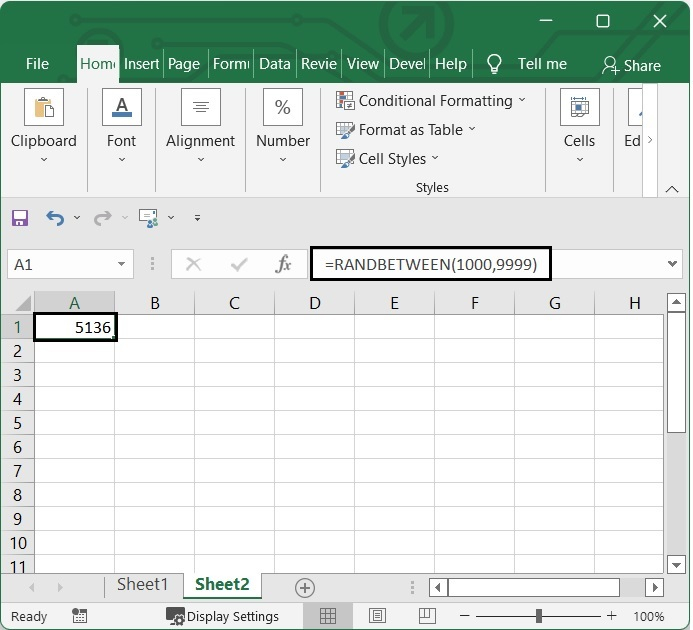 File Home Insert Page Formu Data Revie View Devel Help Tell me Share
Clipboard
Font
Alignment
%
Number
Conditional Formatting
Format as Table
Cell Styles
Styles
Cells
Ed
A1 fx =RANDBETWEEN(1000,9999)
A B C D E F G H
1 5136
2
3
4
5
6
7
8
9
10
11
Sheet1 Sheet2
Ready Display Settings 100%